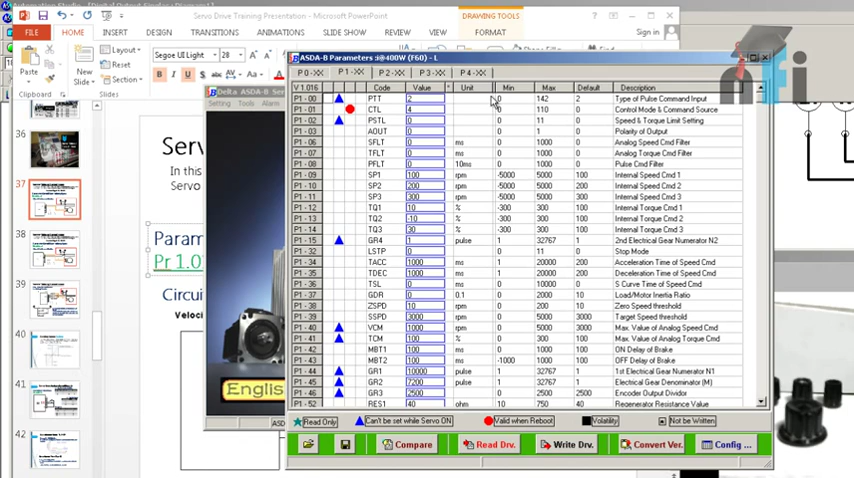 Servo Drive Training Presentation - Microsoft PowerPoint
DRAWING TOOLS
FILE HOME INSERT DESIGN TRANSITIONS ANIMATIONS SLIDE SHOW REVIEW VIEW FORMAT Sign in
Paste
New
Slide
Layout
Reset
Section
Segoe UI Light 28
Clipboard Slides
36
37
38
39
40
41
42
Delta ASDA-B Ser
Setting Tools Alarm
In this
Servo
Param
Pr 1.01
Circui
Veloci
English
ASDA-B Parameters :@400W (F60) - L
P 0 - XX P 1 - XX P 2 - XX P 3 - XX P 4 - XX
V 1.016 Code Value * Unit Min Max Default Description
P1 - 00 PTT 2 0 142 2 Type of Pulse Command Input
P1 - 01 CTL 4 0 110 0 Control Mode & Command Source
P1 - 02 PSTL 0 0 11 0 Speed & Torque Limit Setting
P1 - 03 AOUT 0 0 1 0 Polarity of Output
P1 - 06 SFLT 0 ms 0 1000 0 Analog Speed Cmd Filter
P1 - 07 TFLT 0 ms 0 1000 0 Analog Torque Cmd Filter
P1 - 08 PFLT 0 10ms 0 1000 0 Pulse Cmd Filter
P1 - 09 SP1 100 rpm -5000 5000 100 Internal Speed Cmd 1
P1 - 10 SP2 200 rpm -5000 5000 200 Internal Speed Cmd 2
P1 - 11 SP3 300 rpm -5000 5000 300 Internal Speed Cmd 3
P1 - 12 TQ1 10 % -300 300 100 Internal Torque Cmd 1
P1 - 13 TQ2 -10 % -300 300 100 Internal Torque Cmd 2
P1 - 14 TQ3 30 % -300 300 100 Internal Torque Cmd 3
P1 - 15 GR4 1 pulse 1 32767 1 2nd Electrical Gear Numerator N2
P1 - 32 LSTP 0 0 11 0 Stop Mode
P1 - 34 TACC 1000 ms 1 20000 200 Acceleration Time of Speed Cmd
P1 - 35 TDEC 1000 ms 1 20000 200 Deceleration Time of Speed Cmd
P1 - 36 TSL 0 ms 0 10000 0 S Curve Time of Speed Cmd
P1 - 37 GDR 10 0.1 0 2000 10 Load/Motor Inertia Ratio
P1 - 38 ZSPD 10 rpm 0 200 10 Zero Speed threshold
P1 - 39 SSPD 3000 rpm 0 5000 3000 Target Speed threshold
P1 - 40 VCM 1000 rpm 0 5000 3000 Max. Value of Analog Speed Cmd
P1 - 41 TCM 100 % 0 1000 100 Max. Value of Analog Torque Cmd
P1 - 42 MBT1 100 ms 0 1000 0 ON Delay of Brake
P1 - 43 MBT2 100 ms -1000 1000 100 OFF Delay of Brake
P1 - 44 GR1 10000 pulse 1 32767 1 1st Electrical Gear Numerator N1
P1 - 45 GR2 7200 pulse 1 32767 1 Electrical Gear Denominator (M)
P1 - 46 GR3 2500 0 2500 2500 Encoder Output Dividor
P1 - 52 RES1 40 ohm 10 750 40 Regenerator Resistance Value
Read Only Can't be set while Servo ON Valid when Reboot Volatility Not be Written
Compare Read Drv. Write Drv. Convert Ver. Config ...
nfi